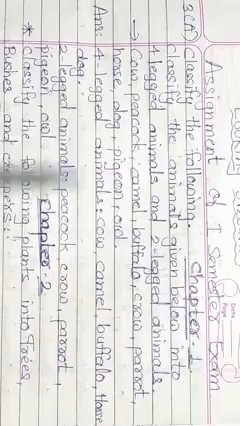 Date
Page
Assignment of I Semester Exam
Chapter-1
Q(A) Classify the following.
Classify the animals given below into
4 legged animals and 2-legged animals
→ Cow, peacock, camel, buffalo, crow, parrot,
horse, dog, pigeon, owl
Ans: 4-legged animals: cow, camel, buffalo, Horse
dog.
2-legged animals: peacock, crow, parrot,
pigeon, owl.
Chapter-2
* Classify the following plants into Trees,
Bushes and creepers: